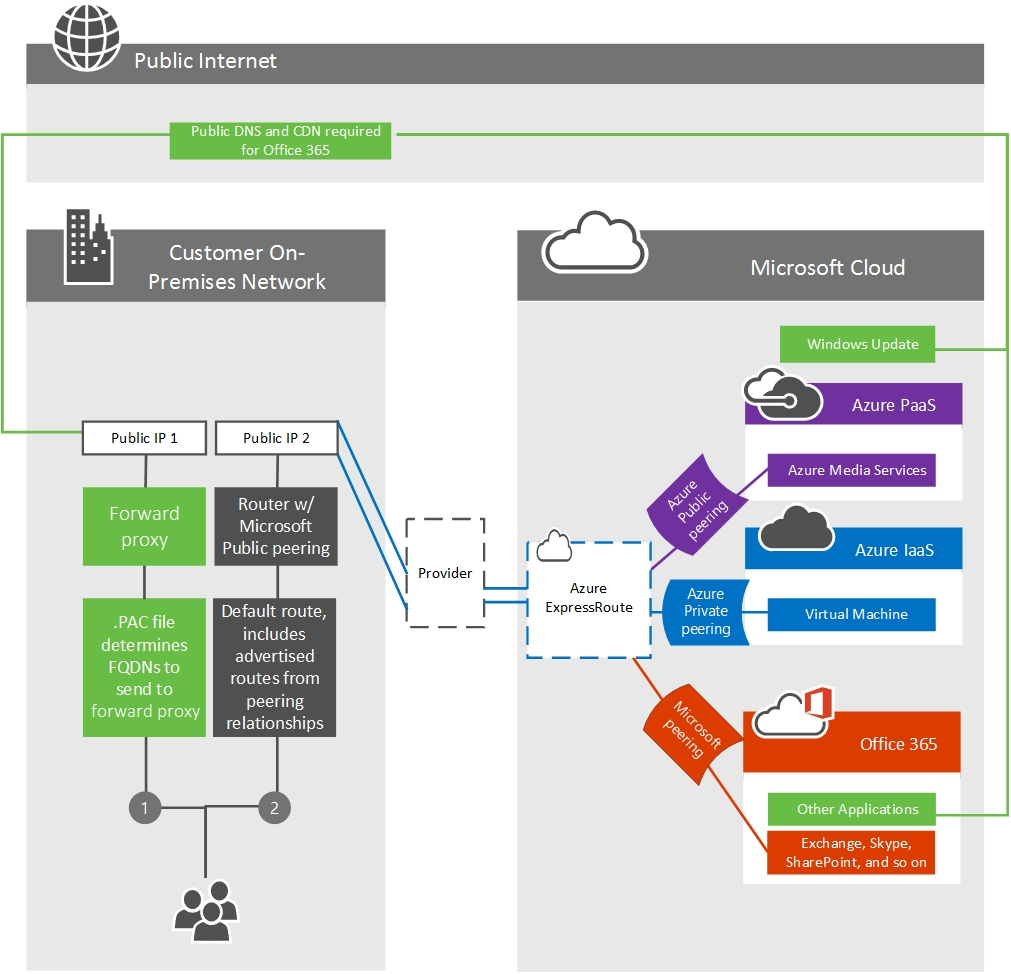 Public Internet
Public DNS and CDN required
for Office 365
Customer On-
Premises Network
Microsoft Cloud
Windows Update
Azure PaaS
Azure Media Services
Public IP 1
Public IP 2
Forward
proxy
Router w/
Microsoft
Public peering
Azure
Public
peering
Azure IaaS
Provider
Azure
ExpressRoute
Azure
Private
peering
Virtual Machine
.PAC file
determines
FQDNs to
send to
forward proxy
Default route,
includes
advertised
routes from
peering
relationships
Microsoft
peering
Office 365
1
2
Other Applications
Exchange, Skype,
SharePoint, and so on